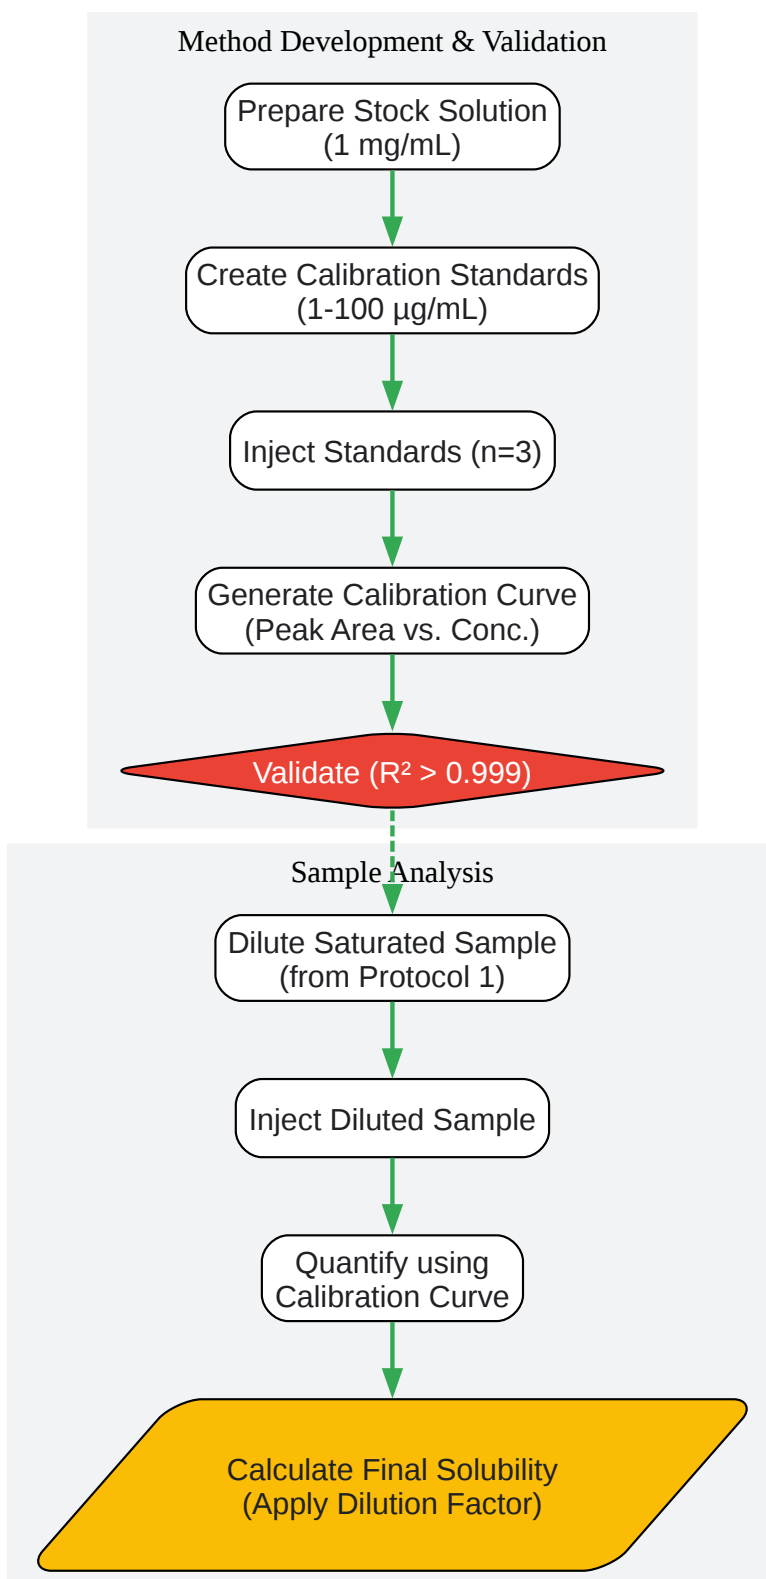 Method Development & Validation
Prepare Stock Solution
(1 mg/mL)
Create Calibration Standards
(1-100 µg/mL)
Inject Standards (n=3)
Generate Calibration Curve
(Peak Area vs. Conc.)
Validate (R² > 0.999)
Sample Analysis
Dilute Saturated Sample
(from Protocol 1)
Inject Diluted Sample
Quantify using
Calibration Curve
Calculate Final Solubility
(Apply Dilution Factor)